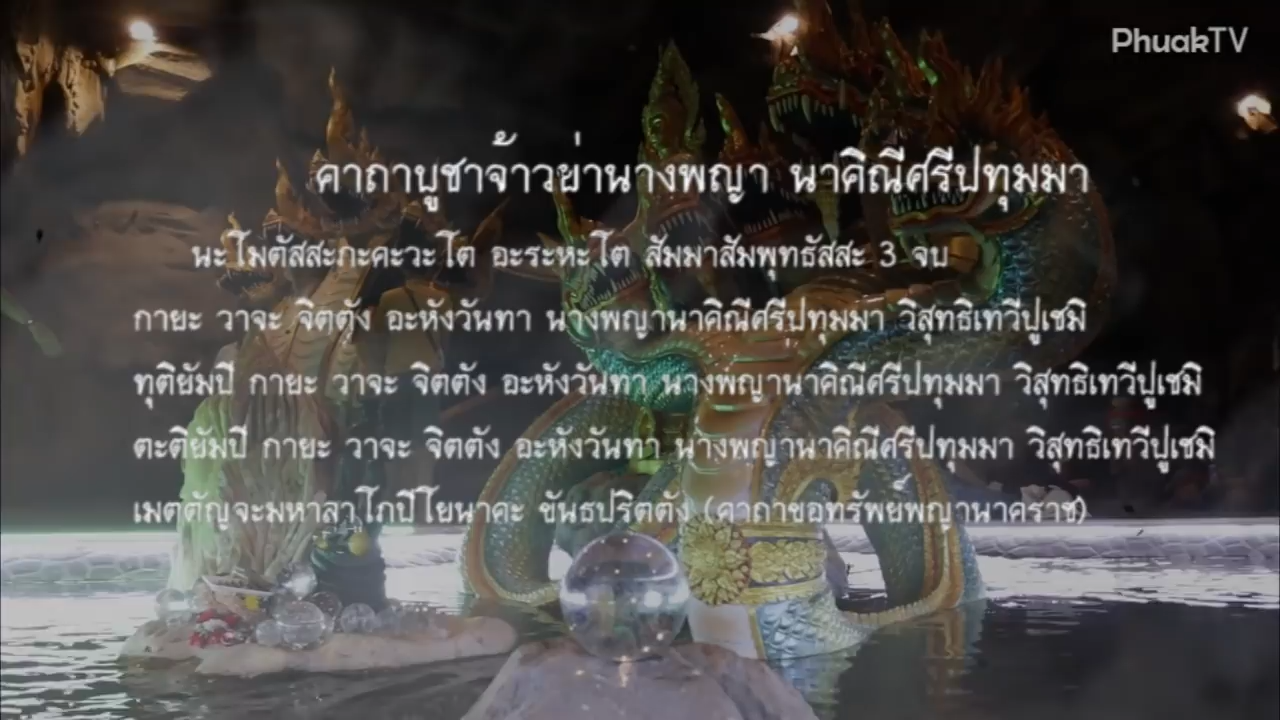 PhuakTV
คาถาบูชาจ้าวย่านางพญา นาคิณีศรีปทุมมา
นะโมตัสสะภะคะวะโต อะระหะโต สัมมาสัมพุทธัสสะ 3 จบ
กายะ วาจะ จิตตัง อะหังวันทา นางพญานาคิณีศรีปทุมมา วิสุทธิเทวีปูเชมิ
ทุติยัมปี กายะ วาจะ จิตตัง อะหังวันทา นางพญานาคิณีศรีปทุมมา วิสุทธิเทวีปูเชมิ
ตะติยัมปี กายะ วาจะ จิตตัง อะหังวันทา นางพญานาคิณีศรีปทุมมา วิสุทธิเทวีปูเชมิ
เมตตัญจะมหาลาโภปิโยนาคะ ขันธปริตตัง (คาถาขอทรัพย์พญานาคราช)